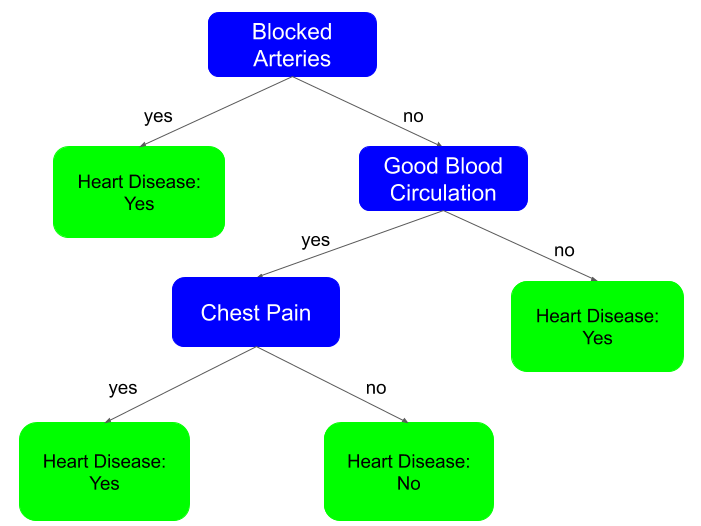 Blocked
Arteries
yes
no
Heart Disease:
Yes
Good Blood
Circulation
yes
no
Chest Pain
Heart Disease:
Yes
yes
no
Heart Disease:
Yes
Heart Disease:
No